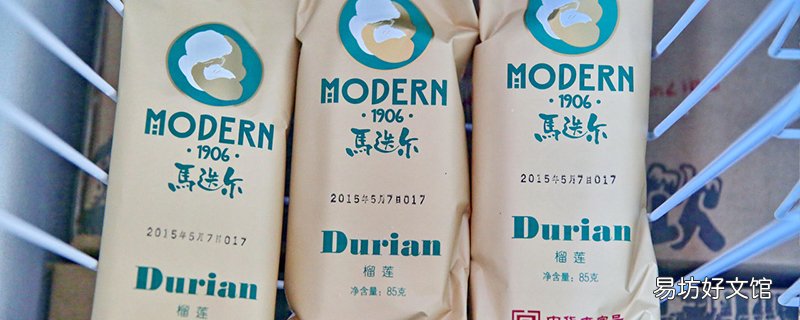 MODERN
·1906·
馬迭尔
2015年5月7日017
Durian
榴莲
MODERN
·1906·
馬迭尔
2015年5月7日017
Durian
榴莲
净含量：85克
MODERN
·1906·
馬迭尔
2015年5月7日017
Durian
榴莲
净含量：85克
易坊好文馆